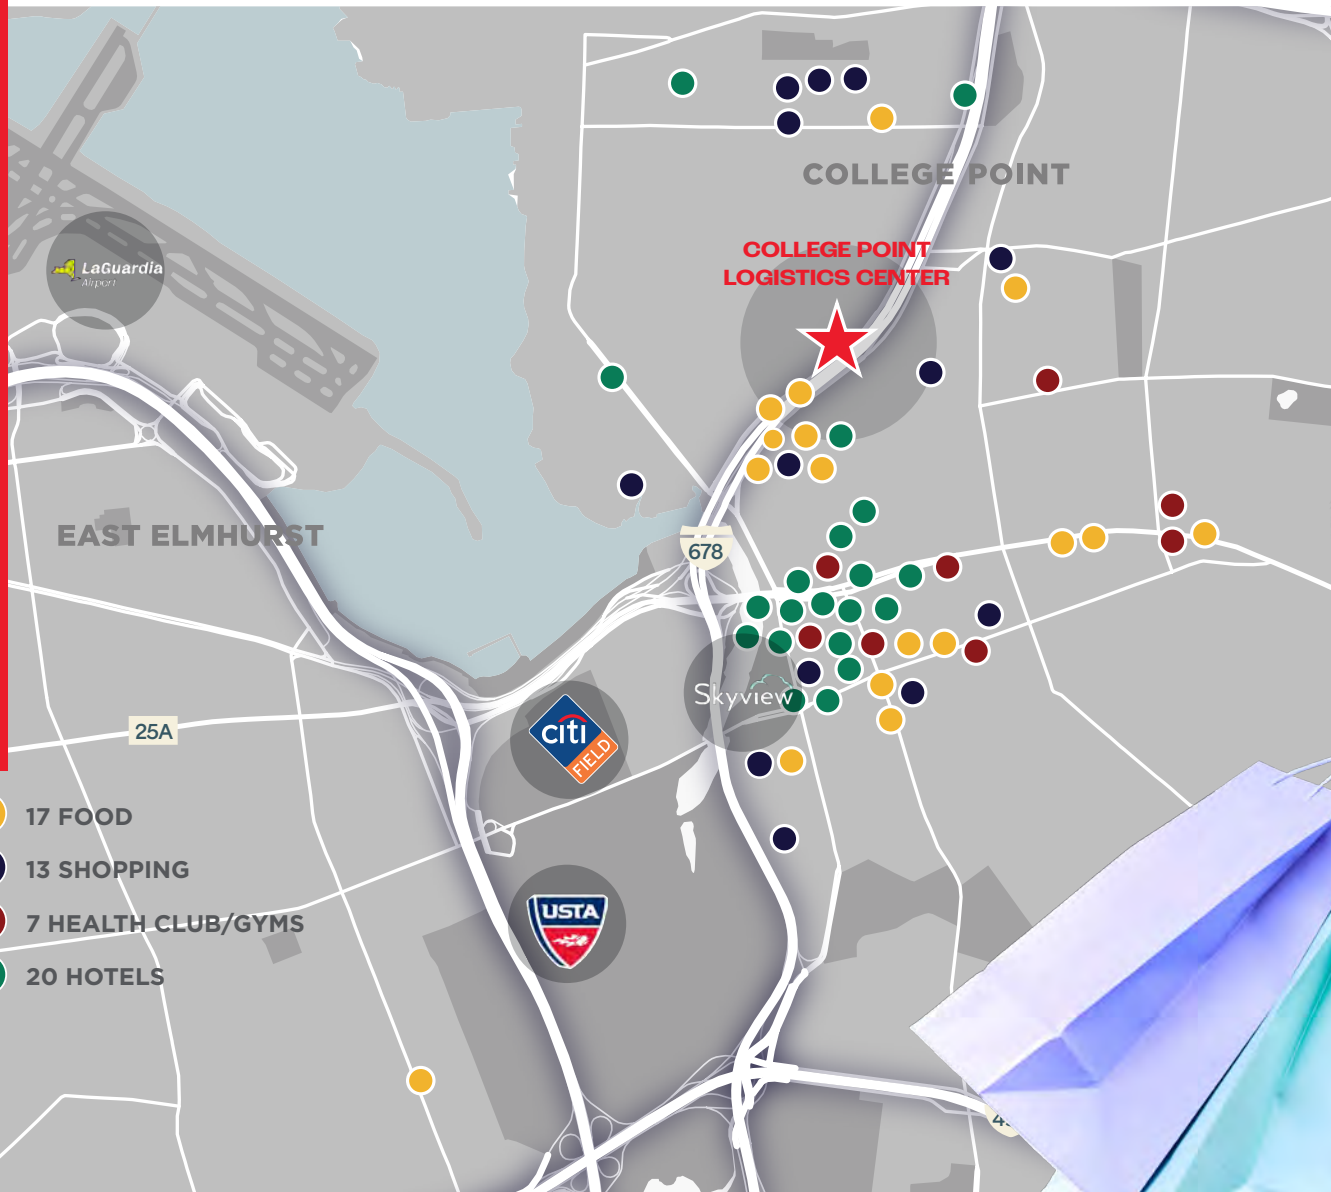 COLLEGE POINT
COLLEGE POINT
LOGISTICS CENTER
LaGuardia
Airport
EAST ELMHURST
678
Skyview
citi
FIELD
25A
17 FOOD
13 SHOPPING
7 HEALTH CLUB/GYMS
USTA
20 HOTELS